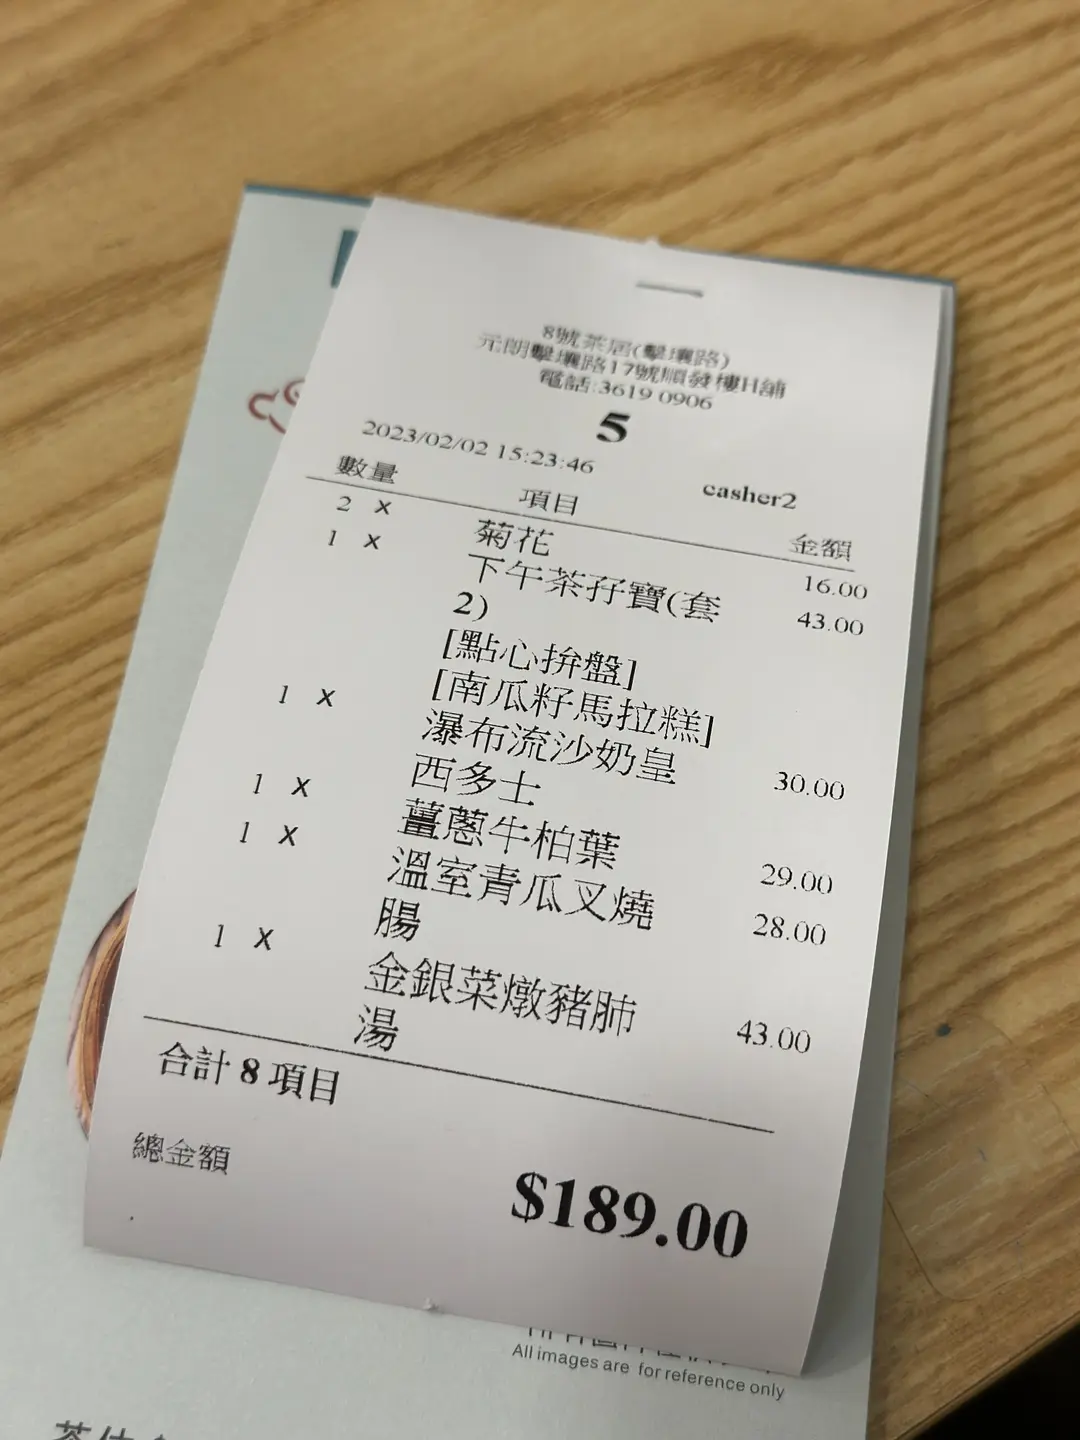 8號茶居(擊壤路)
元朗擊壤路17號順發樓H舖
電話:3619 0906
5
2023/02/02 15:23:46 casher2
數量 項目 金額
2 x 菊花 16.00
1 x 下午茶孖寶(套 43.00
2)
[點心拚盤]
[南瓜籽馬拉糕]
1 x 瀑布流沙奶皇 30.00
西多士
1 x 薑蔥牛柏葉 29.00
1 x 溫室青瓜叉燒 28.00
腸
1 x 金銀菜燉豬肺 43.00
湯
合計 8 項目
總金額 $189.00
All images are for reference only